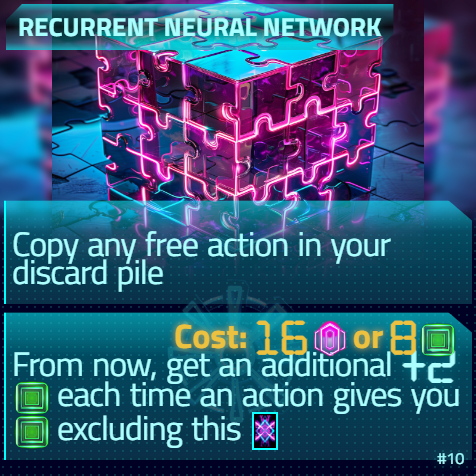 RECURRENT NEURAL NETWORK
Copy any free action in your
discard pile
Cost: 16 or 8
From now, get an additional +2
each time an action gives you
excluding this
#10